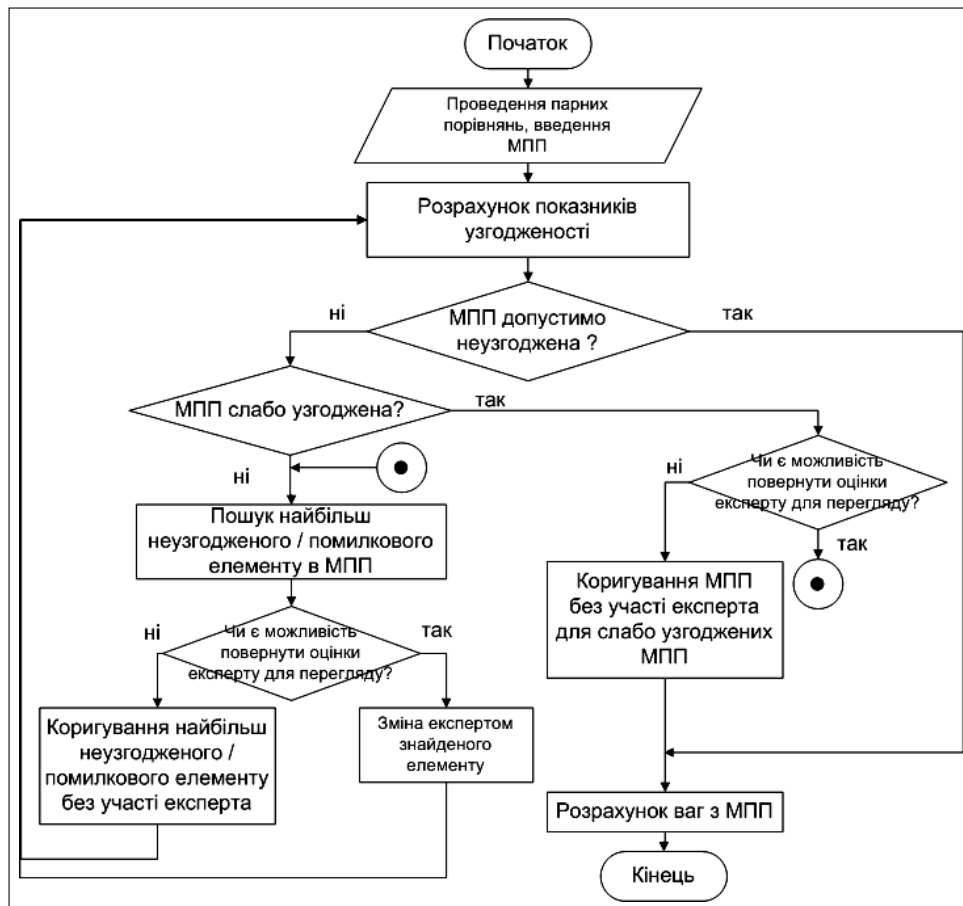 Початок
Проведення парних
порівнянь, введення
МПП
Розрахунок показників
узгодженості
ні
МПП допустимо
неузгоджена ?
так
МПП слабо узгоджена?
так
ні
ні
Чи є можливість
повернути оцінки
експерту для перегляду?
так
Пошук найбільш
неузгодженого / помилкового
елементу в МПП
Коригування МПП
без участі експерта
для слабо узгоджених
МПП
ні
Чи є можливість
повернути оцінки
експерту для перегляду?
так
Коригування найбільш
неузгодженого /
помилкового елементу
без участі експерта
Зміна експертом
знайденого
елементу
Розрахунок ваг з МПП
Кінець